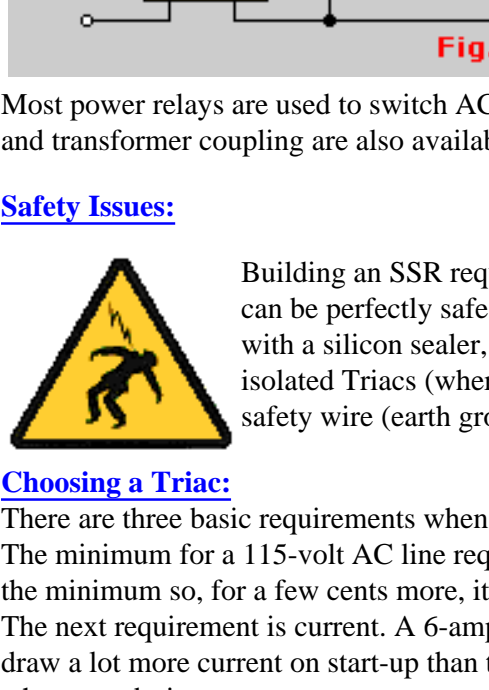 Fig.
Most power relays are used to switch AC
and transformer coupling are also availab
Safety Issues:
Building an SSR req
can be perfectly safe
with a silicon sealer,
isolated Triacs (when
safety wire (earth gro
Choosing a Triac:
There are three basic requirements when
The minimum for a 115-volt AC line req
the minimum so, for a few cents more, it
The next requirement is current. A 6-amp
draw a lot more current on start-up than t